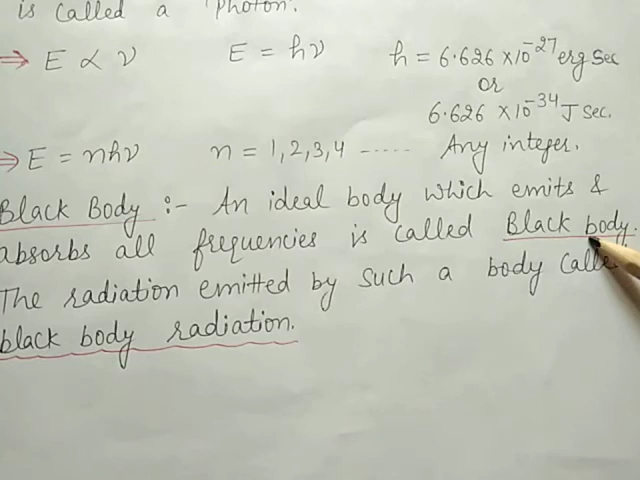 is called a 'Photon.
⇒ E ∝ ν E = hν h = 6.626 ×10⁻²⁷ erg sec
or
6.626 ×10⁻³⁴ J sec.
⇒ E = nhν n = 1,2,3,4 ..... Any integer.
Black Body :- An ideal body which emits &
absorbs all frequencies is called Black body.
The radiation emitted by such a body calle
black body radiation.